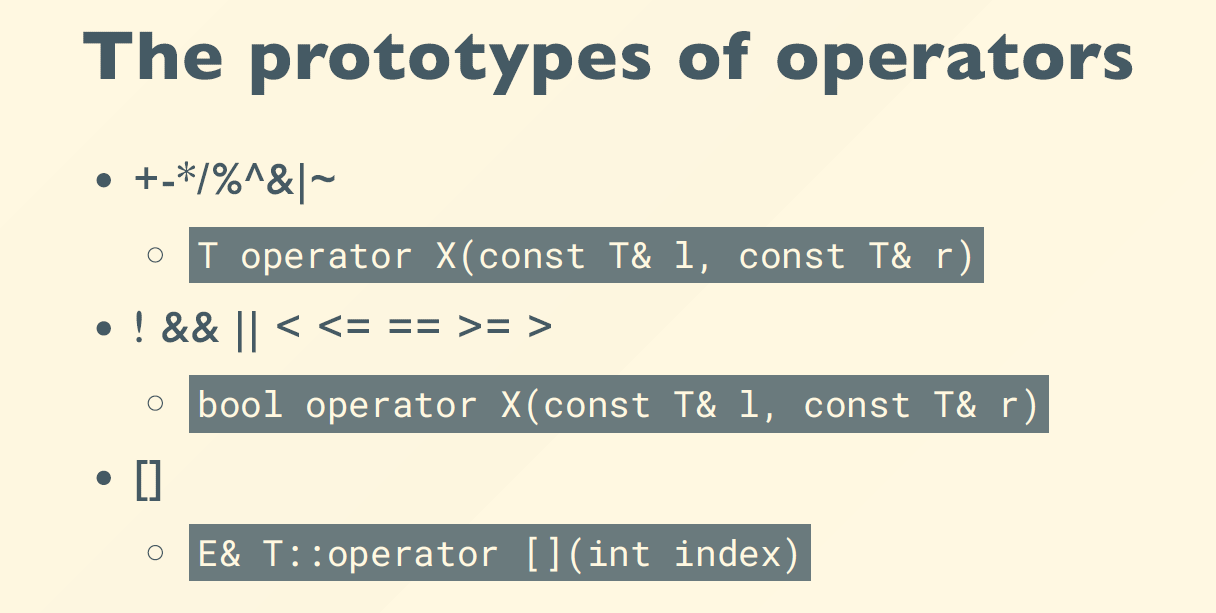 The prototypes of operators
• +-*/%^&|~
○ T operator X(const T& l, const T& r)
• ! && || < <= == >= >
○ bool operator X(const T& l, const T& r)
• []
○ E& T::operator [](int index)